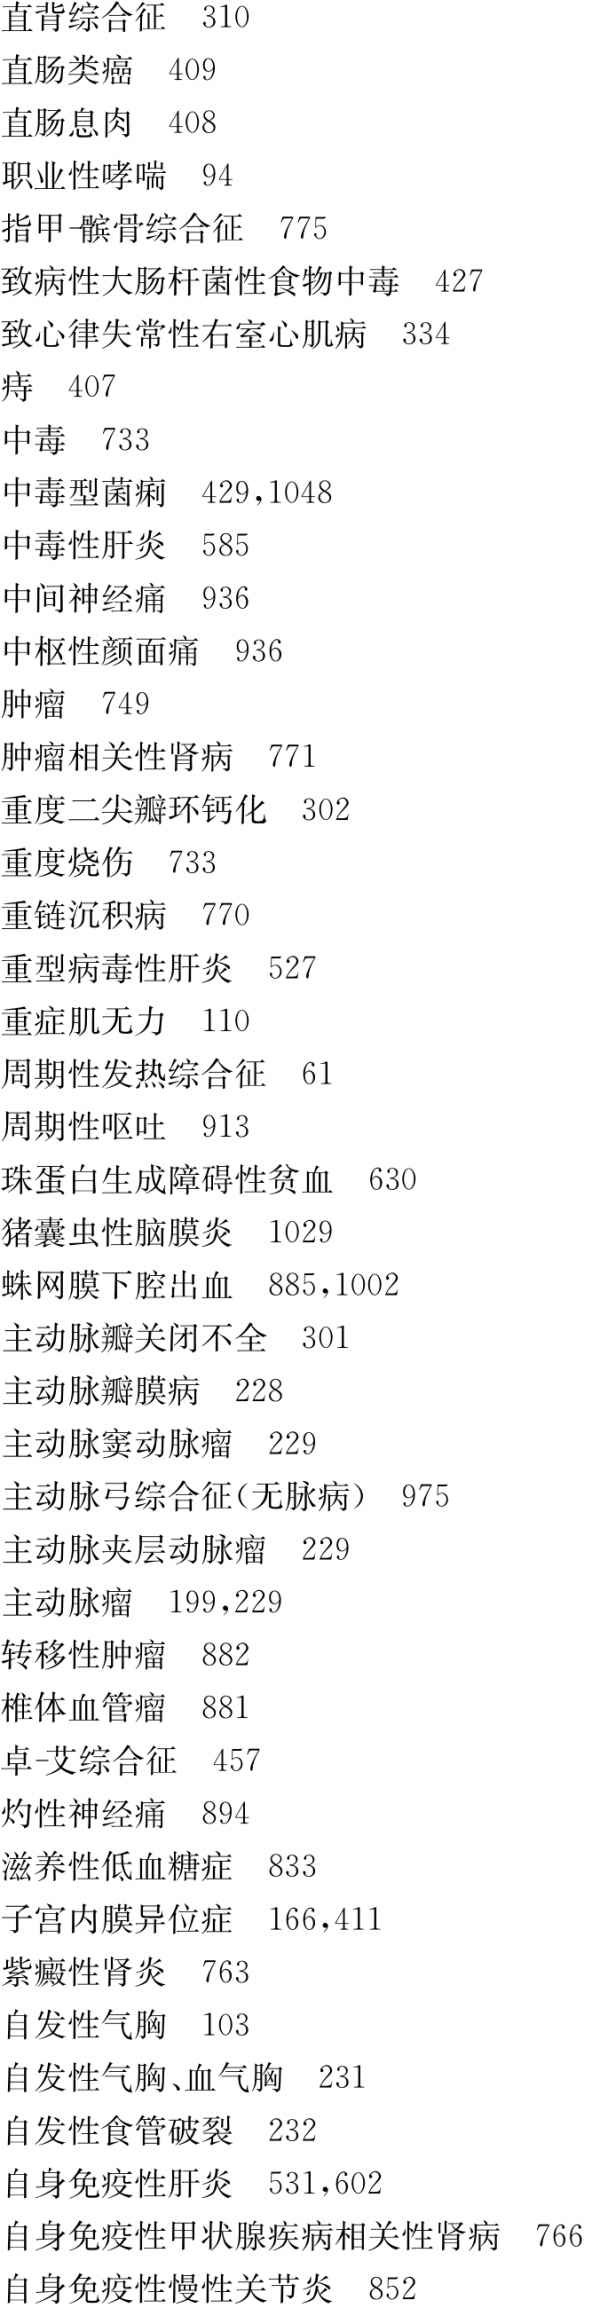 直背综合征 310
直肠类癌 409
直肠息肉 408
职业性哮喘 94
指甲-髌骨综合征 775
致病性大肠杆菌性食物中毒 427
致心律失常性右室心肌病 334
痔 407
中毒 733
中毒型菌痢 429,1048
中毒性肝炎 585
中间神经痛 936
中枢性颜面痛 936
肿瘤 749
肿瘤相关性肾病 771
重度二尖瓣环钙化 302
重度烧伤 733
重链沉积病 770
重型病毒性肝炎 527
重症肌无力 110
周期性发热综合征 61
周期性呕吐 913
珠蛋白生成障碍性贫血 630
猪囊虫性脑膜炎 1029
蛛网膜下腔出血 885,1002
主动脉瓣关闭不全 301
主动脉瓣膜病 228
主动脉窦动脉瘤 229
主动脉弓综合征(无脉病) 975
主动脉夹层动脉瘤 229
主动脉瘤 199,229
转移性肿瘤 882
椎体血管瘤 881
卓-艾综合征 457
灼性神经痛 894
滋养性低血糖症 833
子宫内膜异位症 166,411
紫癜性肾炎 763
自发性气胸 103
自发性气胸、血气胸 231
自发性食管破裂 232
自身免疫性肝炎 531,602
自身免疫性甲状腺疾病相关性肾病 766
自身免疫性慢性关节炎 852